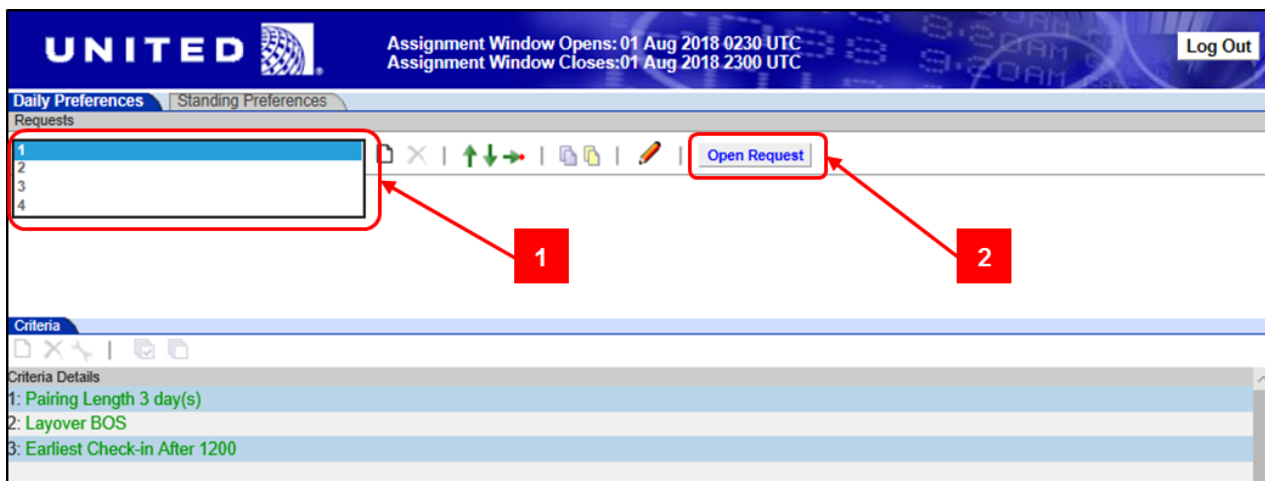 UNITED
Assignment Window Opens: 01 Aug 2018 0230 UTC
Assignment Window Closes:01 Aug 2018 2300 UTC
Log Out
Daily Preferences
Standing Preferences
Requests
1
2
3
4
Open Request
1
2
Criteria
Criteria Details
1: Pairing Length 3 day(s)
2: Layover BOS
3: Earliest Check-in After 1200